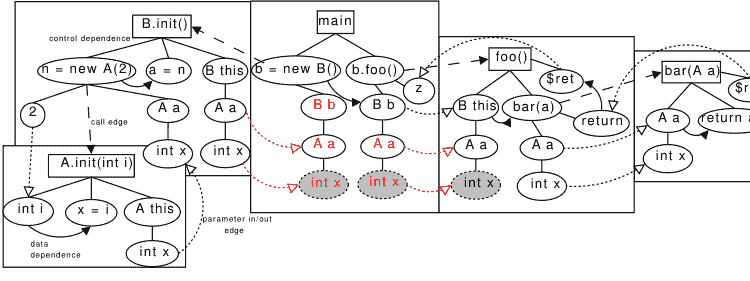 B.init()
control dependence
n = new A(2)
a = n
B this
2
A a
A a
call edge
int x
int x
A.init(int i)
int i
x = i
A this
data
dependence
int x
parameter in/out
edge
main
b = new B()
b.foo()
z
B b
B b
A a
A a
int x
int x
foo()
$ret
B this
bar(a)
return
A a
A a
int x
int x
bar(A a)
A a
return a
int x